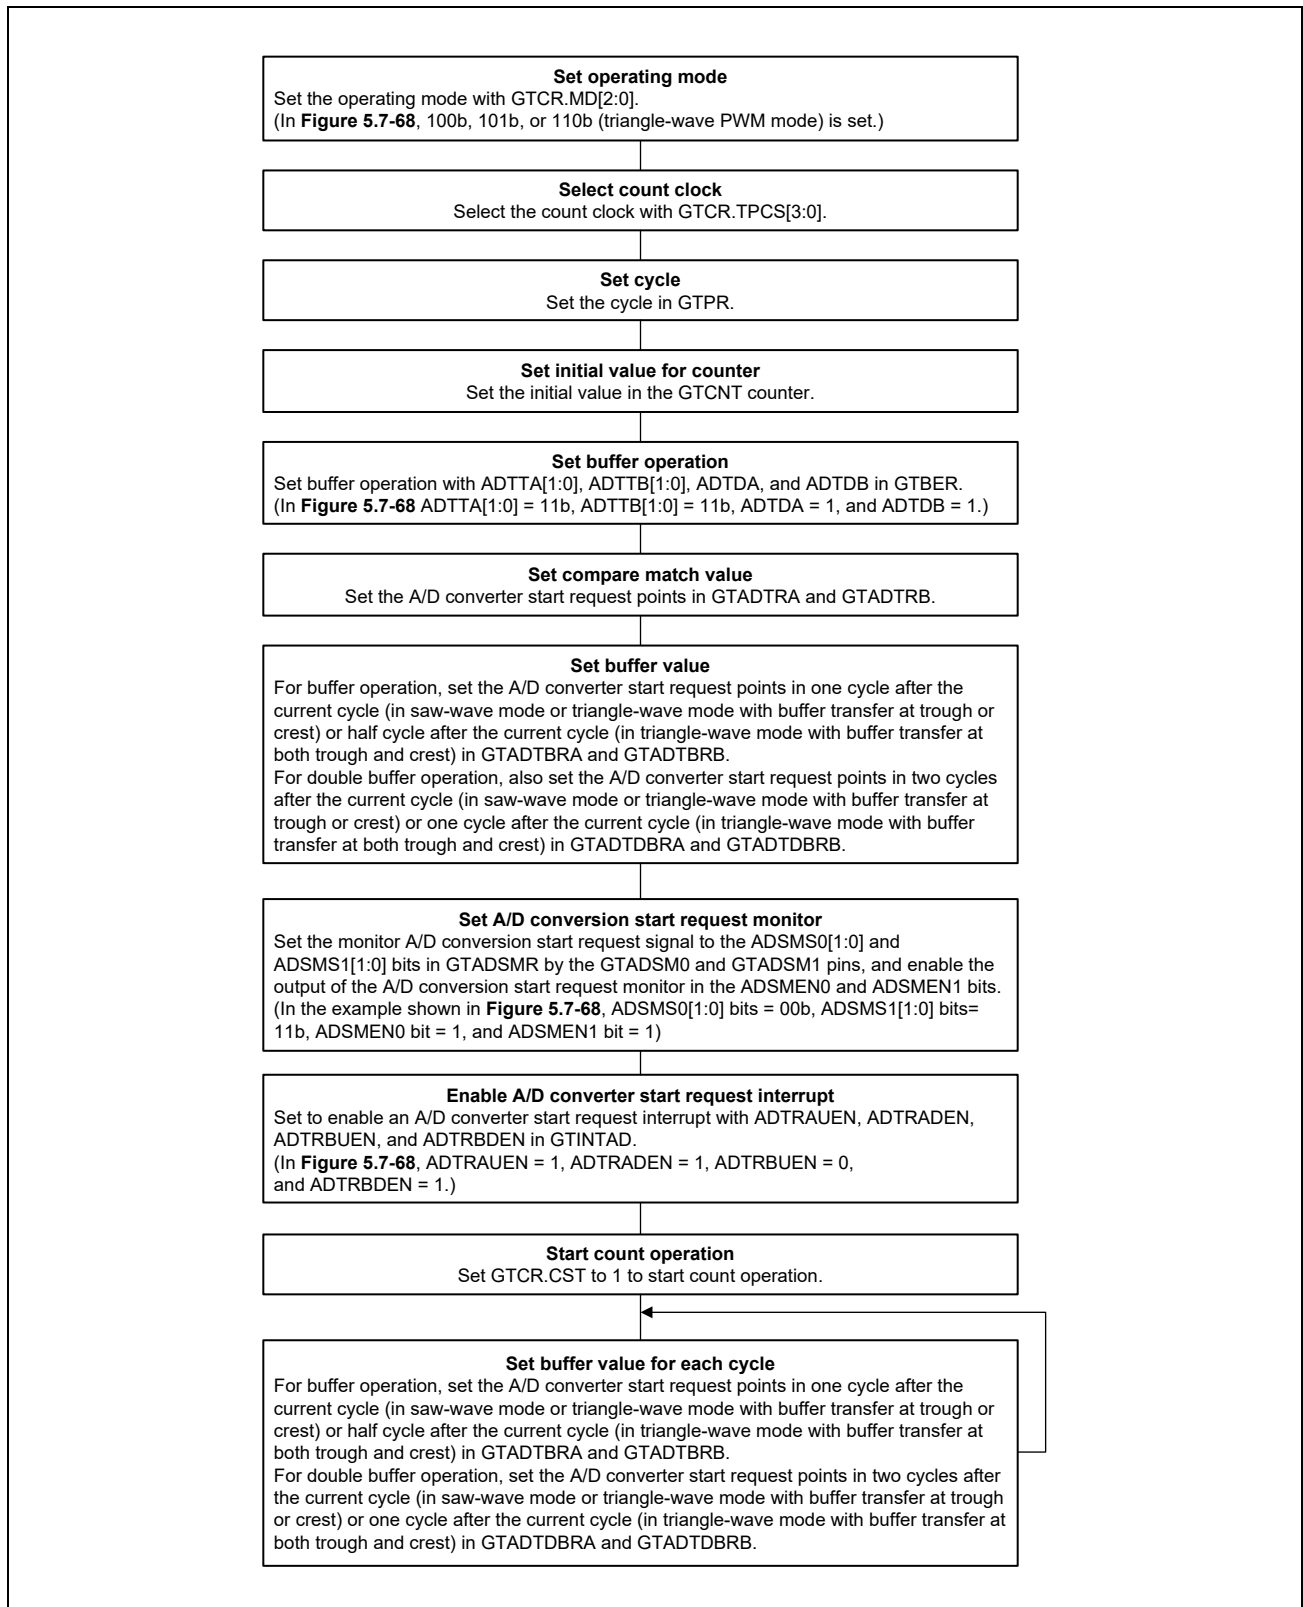 Set operating mode
Set the operating mode with GTCR.MD[2:0].
(In Figure 5.7-68, 100b, 101b, or 110b (triangle-wave PWM mode) is set.)
Select count clock
Select the count clock with GTCR.TPCS[3:0].
Set cycle
Set the cycle in GTPR.
Set initial value for counter
Set the initial value in the GTCNT counter.
Set buffer operation
Set buffer operation with ADTTA[1:0], ADTTB[1:0], ADTDA, and ADTDB in GTBER.
(In Figure 5.7-68 ADTTA[1:0] = 11b, ADTTB[1:0] = 11b, ADTDA = 1, and ADTDB = 1.)
Set compare match value
Set the A/D converter start request points in GTADTRA and GTADTRB.
Set buffer value
For buffer operation, set the A/D converter start request points in one cycle after the
current cycle (in saw-wave mode or triangle-wave mode with buffer transfer at trough or
crest) or half cycle after the current cycle (in triangle-wave mode with buffer transfer at
both trough and crest) in GTADTBRA and GTADTBRB.
For double buffer operation, also set the A/D converter start request points in two cycles
after the current cycle (in saw-wave mode or triangle-wave mode with buffer transfer at
trough or crest) or one cycle after the current cycle (in triangle-wave mode with buffer
transfer at both trough and crest) in GTADTDBRA and GTADTDBRB.
Set A/D conversion start request monitor
Set the monitor A/D conversion start request signal to the ADSMS0[1:0] and
ADSMS1[1:0] bits in GTADSMR by the GTADSM0 and GTADSM1 pins, and enable the
output of the A/D conversion start request monitor in the ADSMEN0 and ADSMEN1 bits.
(In the example shown in Figure 5.7-68, ADSMS0[1:0] bits = 00b, ADSMS1[1:0] bits=
11b, ADSMEN0 bit = 1, and ADSMEN1 bit = 1)
Enable A/D converter start request interrupt
Set to enable an A/D converter start request interrupt with ADTRAUEN, ADTRADEN,
ADTRBUEN, and ADTRBDEN in GTINTAD.
(In Figure 5.7-68, ADTRAUEN = 1, ADTRADEN = 1, ADTRBUEN = 0,
and ADTRBDEN = 1.)
Start count operation
Set GTCR.CST to 1 to start count operation.
Set buffer value for each cycle
For buffer operation, set the A/D converter start request points in one cycle after the
current cycle (in saw-wave mode or triangle-wave mode with buffer transfer at trough or
crest) or half cycle after the current cycle (in triangle-wave mode with buffer transfer at
both trough and crest) in GTADTBRA and GTADTBRB.
For double buffer operation, set the A/D converter start request points in two cycles after
the current cycle (in saw-wave mode or triangle-wave mode with buffer transfer at trough
or crest) or one cycle after the current cycle (in triangle-wave mode with buffer transfer at
both trough and crest) in GTADTDBRA and GTADTDBRB.